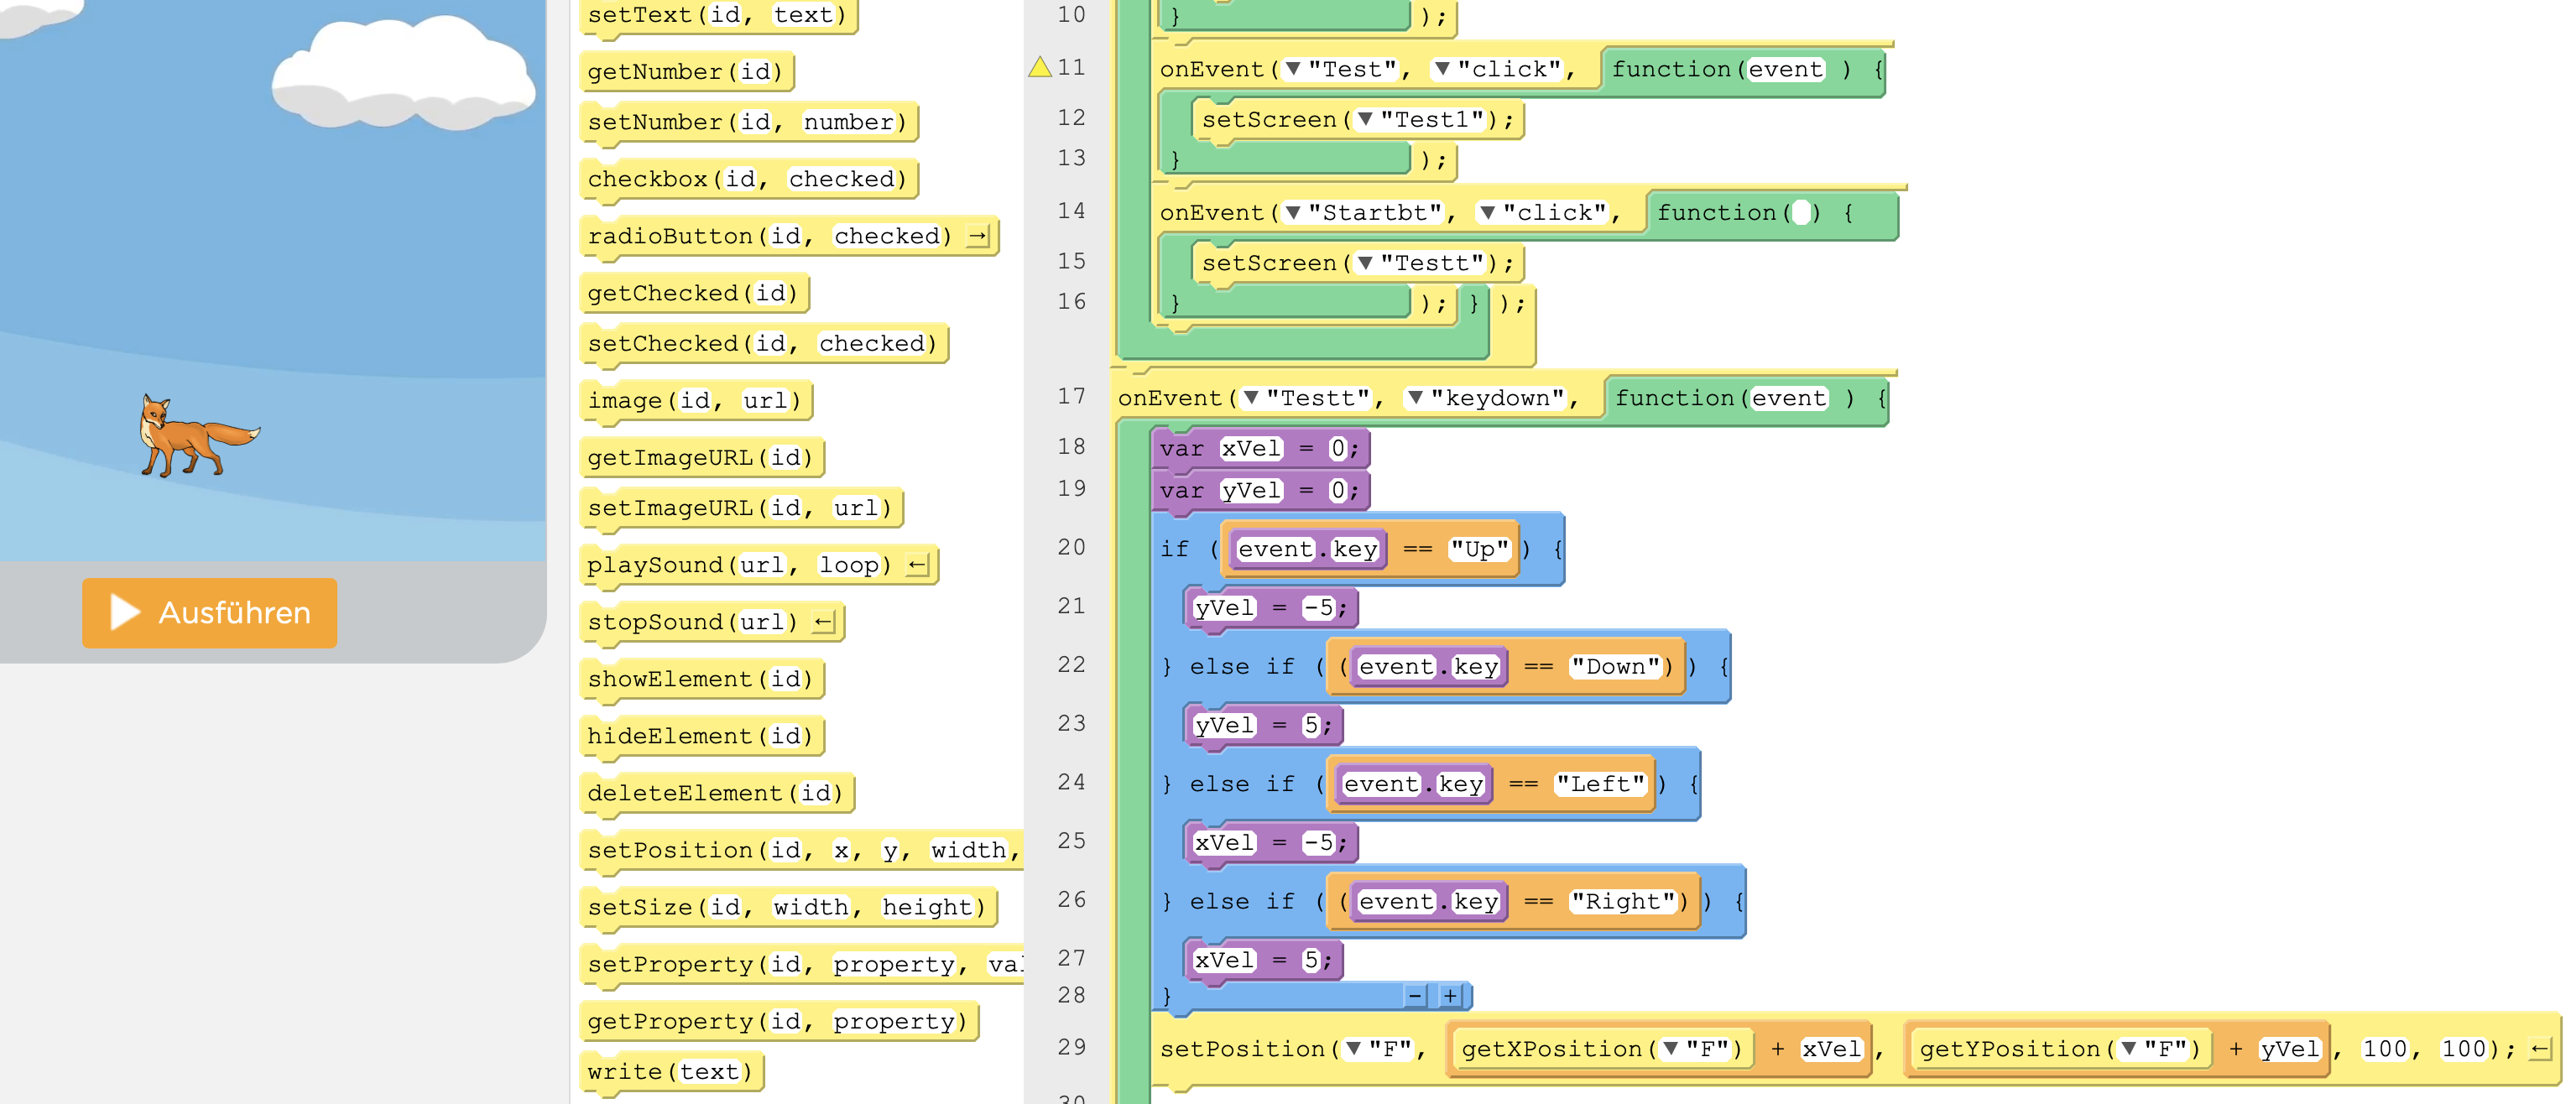 Ausführen
setText(id, text)
getNumber(id)
setNumber(id, number)
checkbox(id, checked)
radioButton(id, checked) →
getChecked(id)
setChecked(id, checked)
image(id, url)
getImageURL(id)
setImageURL(id, url)
playSound(url, loop) ←
stopSound(url) ←
showElement(id)
hideElement(id)
deleteElement(id)
setPosition(id, x, y, width,
setSize(id, width, height)
setProperty(id, property, val
getProperty(id, property)
write(text)
10 } );
11 onEvent(▼"Test", ▼"click", function(event ) {
12 setScreen(▼"Test1");
13 } );
14 onEvent(▼"Startbt", ▼"click", function( ) {
15 setScreen(▼"Testt");
16 } ); } );
17 onEvent(▼"Testt", ▼"keydown", function(event ) {
18 var xVel = 0;
19 var yVel = 0;
20 if (event.key == "Up") {
21 yVel = -5;
22 } else if ((event.key == "Down")) {
23 yVel = 5;
24 } else if (event.key == "Left") {
25 xVel = -5;
26 } else if ((event.key == "Right")) {
27 xVel = 5;
28 } - +
29 setPosition(▼"F", getXPosition(▼"F") + xVel, getYPosition(▼"F") + yVel, 100, 100); ←
30